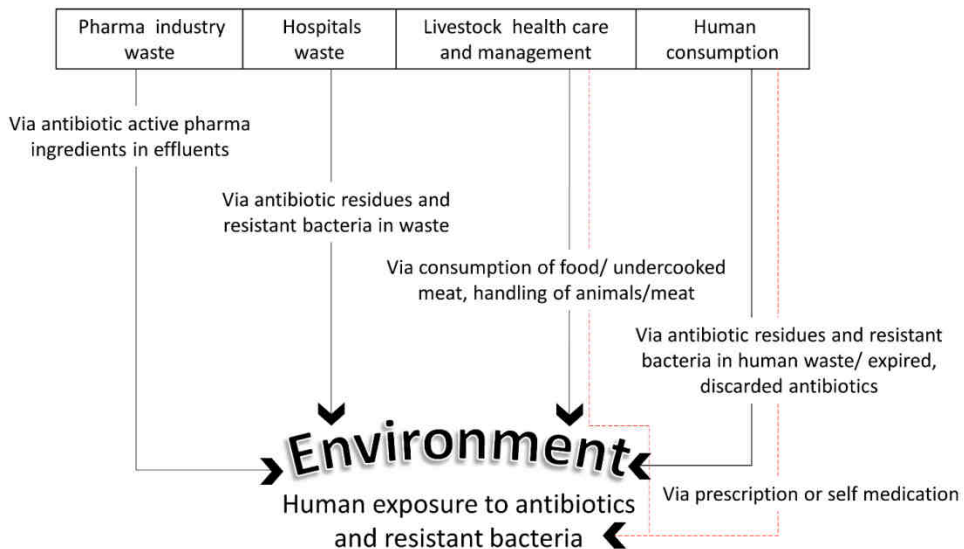 Pharma industry
waste
Hospitals
waste
Livestock health care
and management
Human
consumption
Via antibiotic active pharma
ingredients in effluents
Via antibiotic residues and
resistant bacteria in waste
Via consumption of food/ undercooked
meat, handling of animals/meat
Via antibiotic residues and resistant
bacteria in human waste/ expired,
discarded antibiotics
Environment
Via prescription or self medication
Human exposure to antibiotics
and resistant bacteria